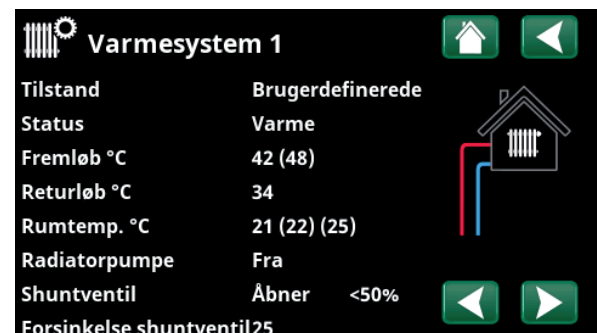 Varmesystem 1
Tilstand Brugerdefinerede
Status Varme
Fremløb °C 42 (48)
Returløb °C 34
Rumtemp. °C 21 (22) (25)
Radiatorpumpe Fra
Shuntventil Åbner <50%
Forsinkelse shuntventil 25